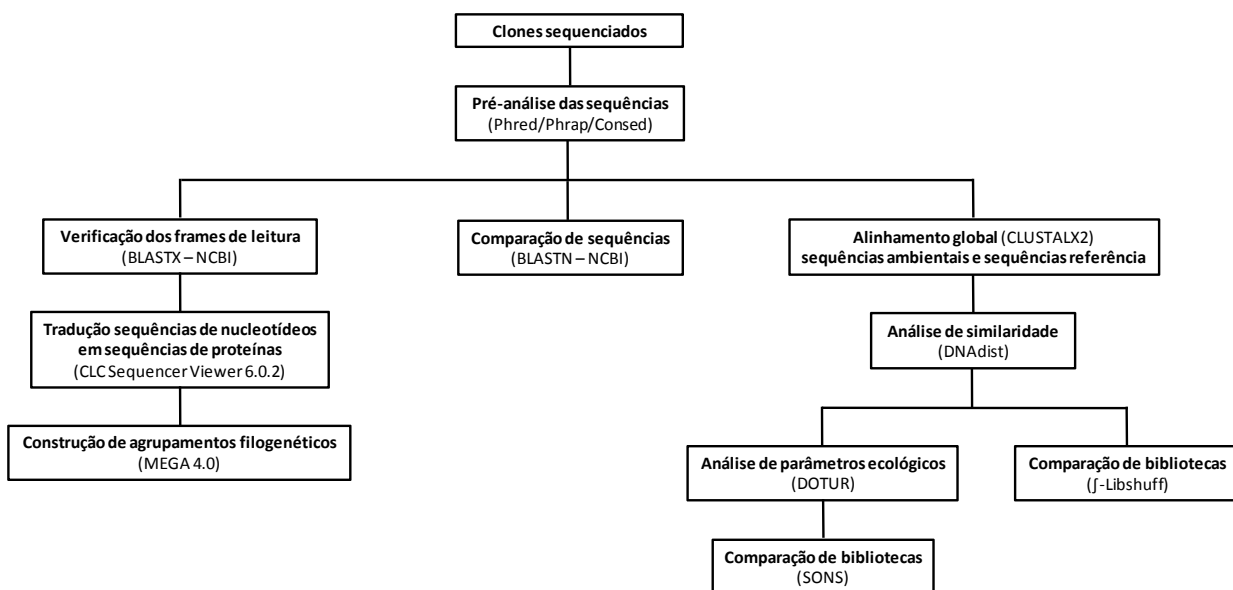 Clones sequenciados
Pré-análise das sequências
(Phred/Phrap/Consed)
Verificação dos frames de leitura
(BLASTX – NCBI)
Comparação de sequências
(BLASTN – NCBI)
Alinhamento global (CLUSTALX2)
sequências ambientais e sequências referência
Tradução sequências de nucleotídeos
em sequências de proteínas
(CLC Sequencer Viewer 6.0.2)
Análise de similaridade
(DNAdist)
Construção de agrupamentos filogenéticos
(MEGA 4.0)
Análise de parâmetros ecológicos
(DOTUR)
Comparação de bibliotecas
(∫-Libshuff)
Comparação de bibliotecas
(SONS)